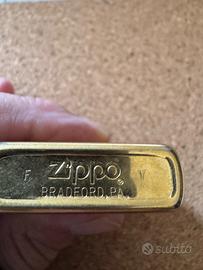 F Zippo V
BRADFORD, PA.
subito